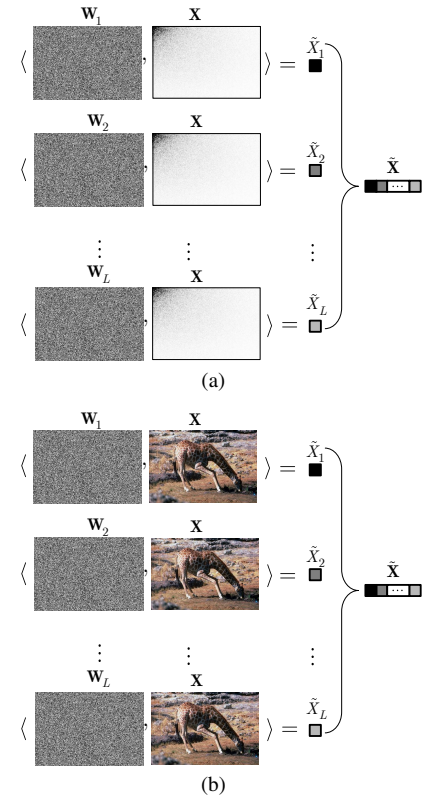 W₁ X
⟨ , ⟩ = X̃₁
W₂ X
⟨ , ⟩ = X̃₂
X̃
...
⋮ ⋮ ⋮
W_L X
⟨ , ⟩ = X̃_L
(a)
W₁ X
⟨ , ⟩ = X̃₁
W₂ X
⟨ , ⟩ = X̃₂
X̃
...
⋮ ⋮ ⋮
W_L X
⟨ , ⟩ = X̃_L
(b)